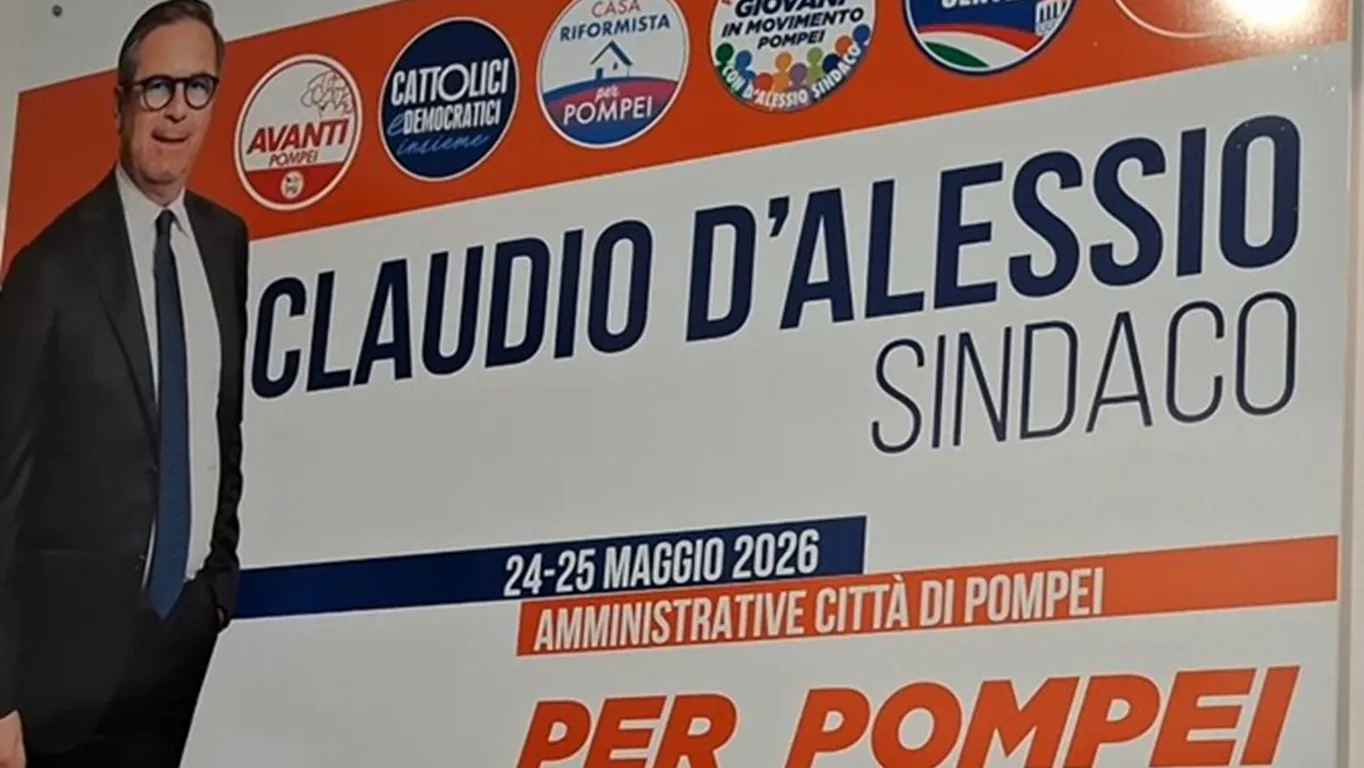 AVANTI
POMPEI
CATTOLICI
e DEMOCRATICI
insieme
CASA
RIFORMISTA
per
POMPEI
GIOVANI
IN MOVIMENTO
POMPEI
CON D'ALESSIO SINDACO
CLAUDIO D'ALESSIO
SINDACO
24-25 MAGGIO 2026
AMMINISTRATIVE CITTÀ DI POMPEI
PER POMPEI